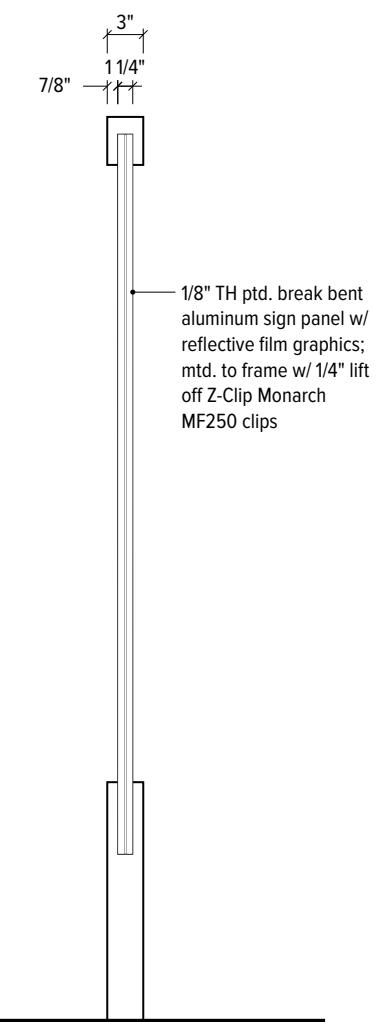 3"
1 1/4"
7/8"
1/8" TH ptd. break bent
aluminum sign panel w/
reflective film graphics;
mtd. to frame w/ 1/4" lift
off Z-Clip Monarch
MF250 clips